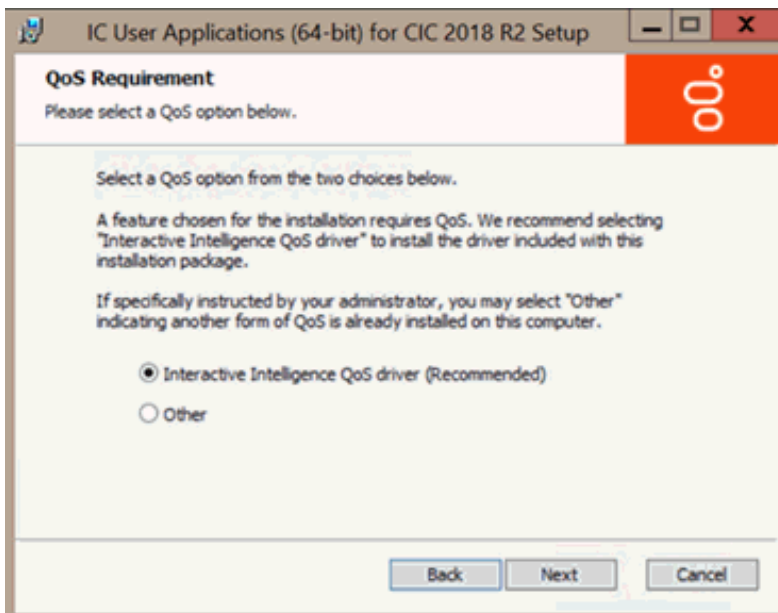 IC User Applications (64-bit) for CIC 2018 R2 Setup
QoS Requirement
Please select a QoS option below.
Select a QoS option from the two choices below.
A feature chosen for the installation requires QoS. We recommend selecting
"Interactive Intelligence QoS driver" to install the driver included with this
installation package.
If specifically instructed by your administrator, you may select "Other"
indicating another form of QoS is already installed on this computer.
Interactive Intelligence QoS driver (Recommended)
Other
Back Next Cancel